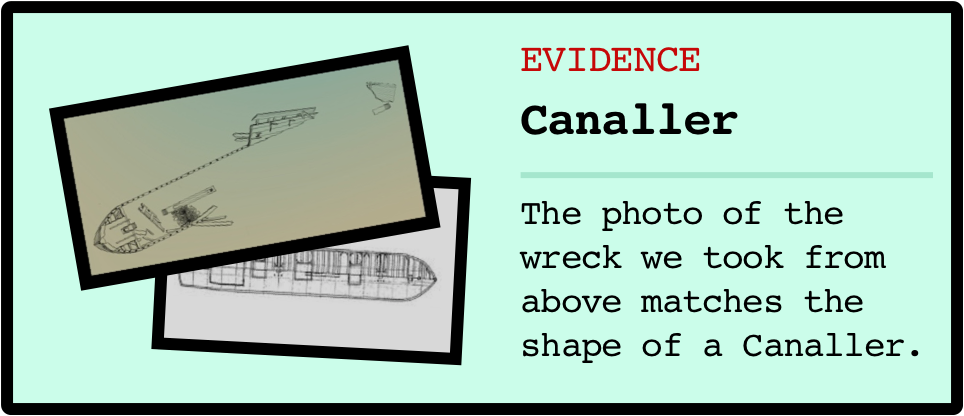 EVIDENCE
Canaller
The photo of the
wreck we took from
above matches the
shape of a Canaller.